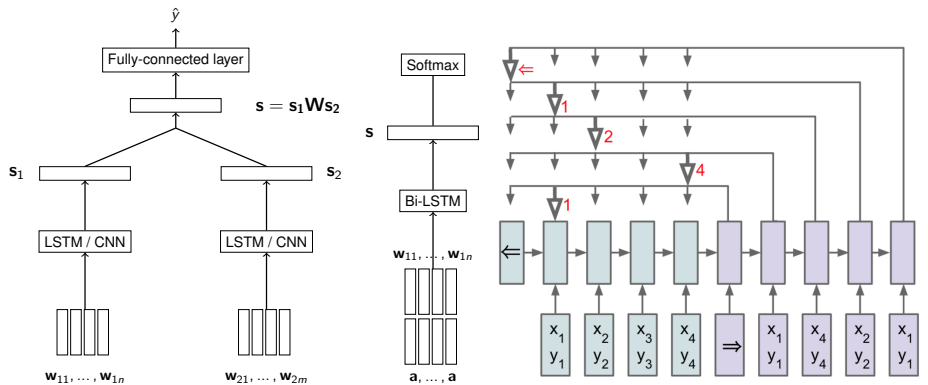 ŷ
Fully-connected layer
s = s₁Ws₂
s₁
s₂
LSTM / CNN
LSTM / CNN
w₁₁, … , w₁ₙ
w₂₁, … , w₂ₘ
Softmax
s
Bi-LSTM
w₁₁, … , w₁ₙ
a, … , a
⇐
1
2
4
1
⇐
x₁ x₂ x₃ x₄ ⇒ x₁ x₄ x₂ x₁
y₁ y₂ y₃ y₄ y₁ y₄ y₂ y₁